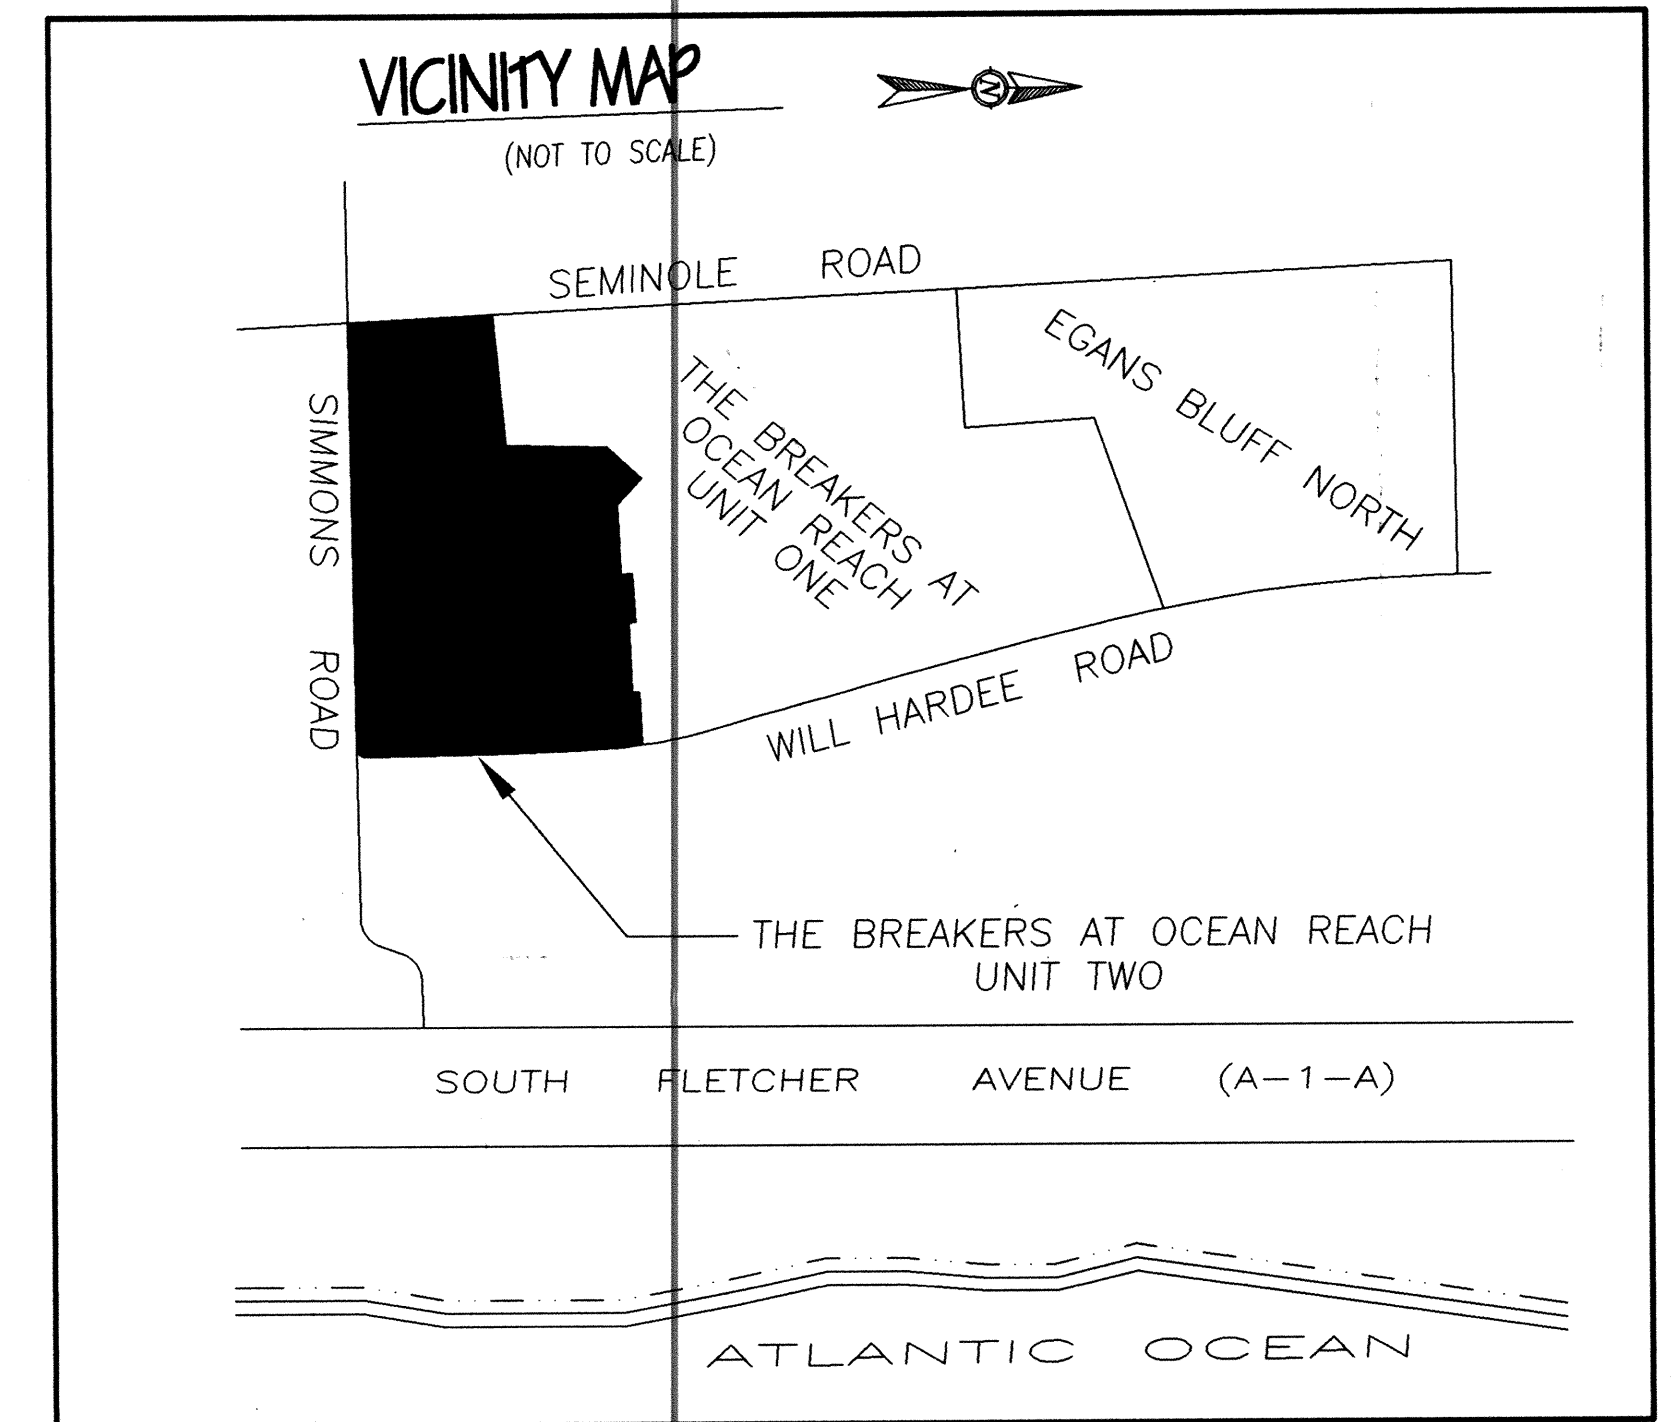 VICINITY MAP
N
(NOT TO SCALE)
SEMINOLE ROAD
EGANS BLUFF NORTH
THE BREAKERS AT
OCEAN REACH
UNIT ONE
SIMMONS ROAD
WILL HARDEE ROAD
THE BREAKERS AT OCEAN REACH
UNIT TWO
SOUTH FLETCHER AVENUE (A-1-A)
ATLANTIC OCEAN